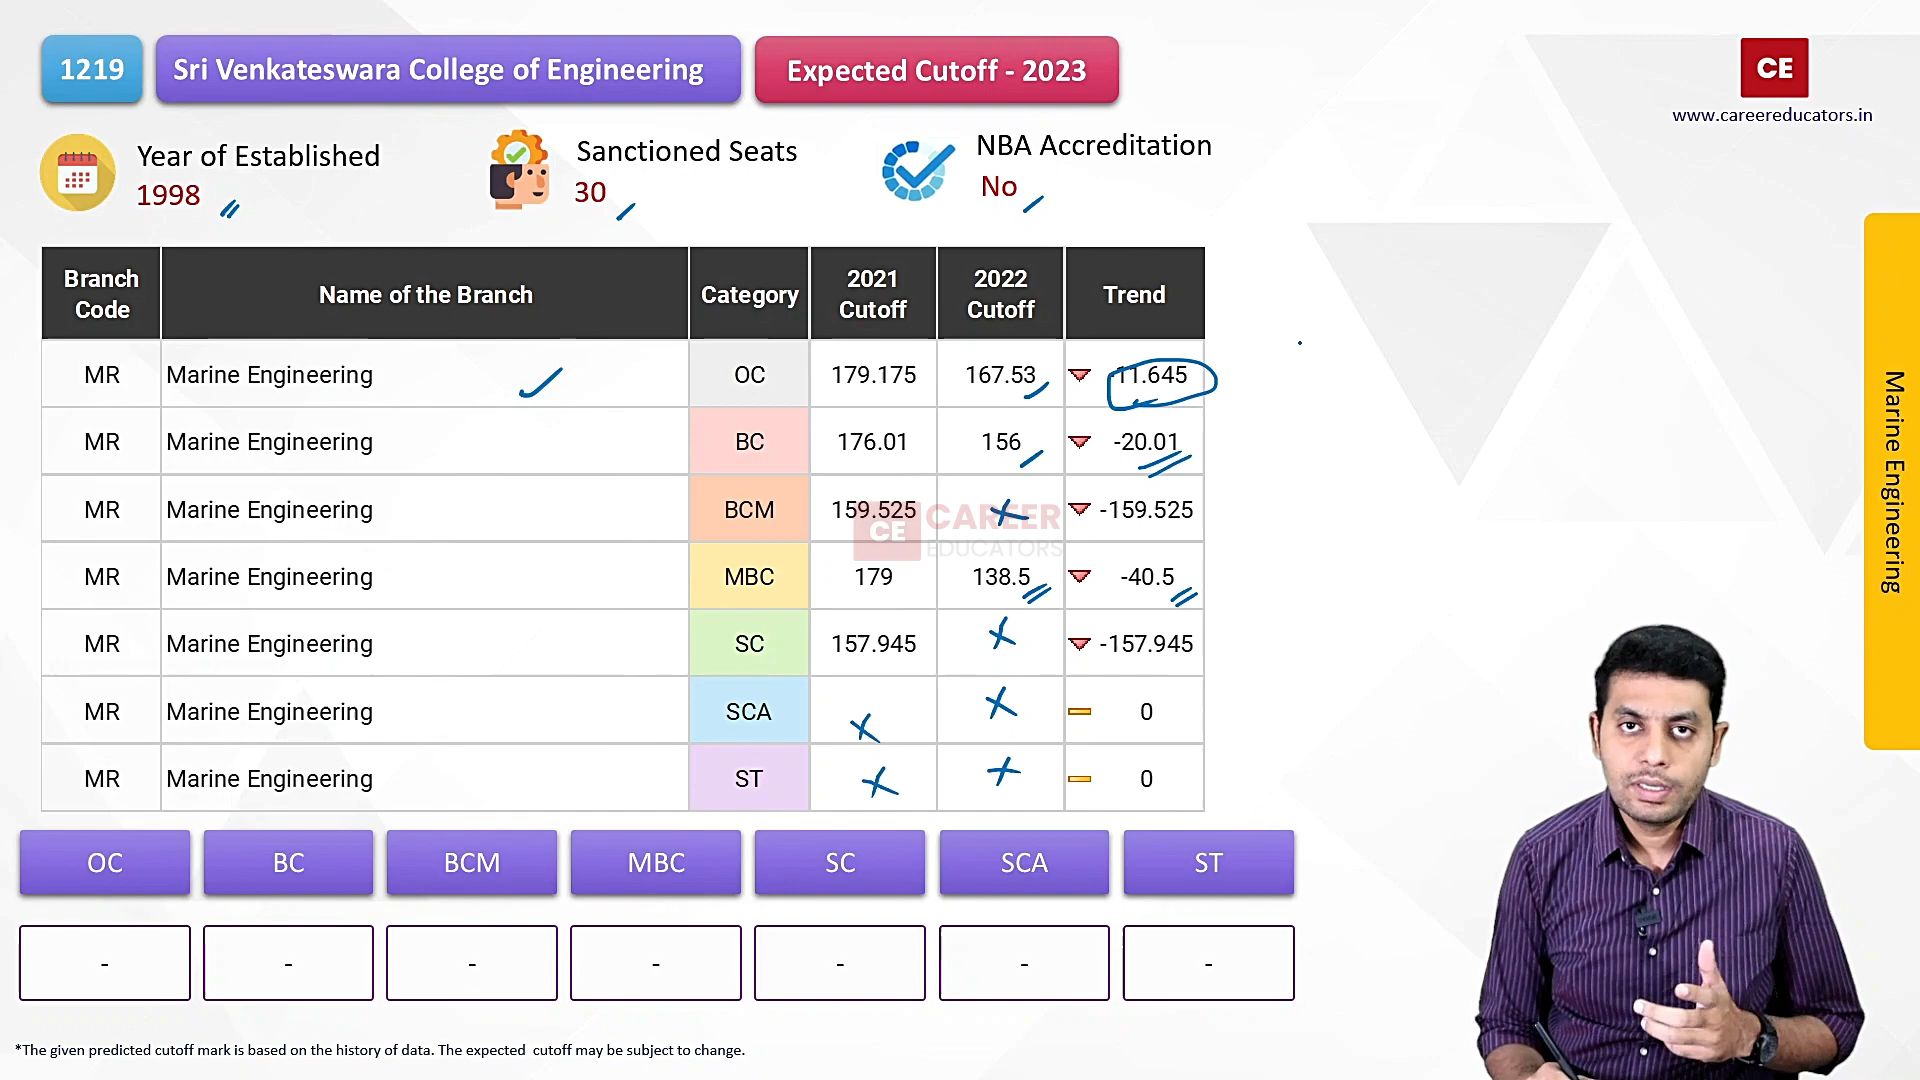 1219
Sri Venkateswara College of Engineering
Expected Cutoff - 2023
CE
www.careereducators.in
Year of Established
1998
Sanctioned Seats
30
NBA Accreditation
No
Branch Code Name of the Branch Category 2021 Cutoff 2022 Cutoff Trend
MR Marine Engineering OC 179.175 167.53 -11.645
MR Marine Engineering BC 176.01 156 -20.01
MR Marine Engineering BCM 159.525 -159.525
CE CAREER EDUCATORS
MR Marine Engineering MBC 179 138.5 -40.5
MR Marine Engineering SC 157.945 -157.945
MR Marine Engineering SCA 0
MR Marine Engineering ST 0
OC BC BCM MBC SC SCA ST
- - - - - - -
*The given predicted cutoff mark is based on the history of data. The expected cutoff may be subject to change.
Marine Engineering